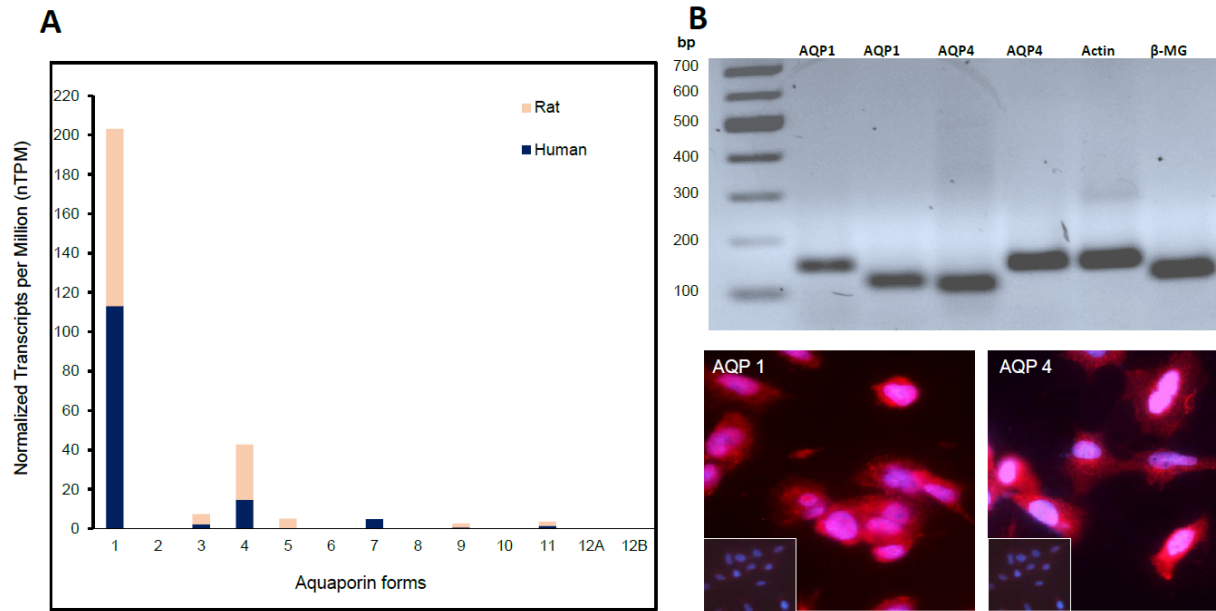 A
Normalized Transcripts per Million (nTPM)
220
200
180
160
140
120
100
80
60
40
20
0
Rat
Human
1 2 3 4 5 6 7 8 9 10 11 12A 12B
Aquaporin forms
B
bp AQP1 AQP1 AQP4 AQP4 Actin β-MG
700
600
500
400
300
200
100
AQP 1
AQP 4